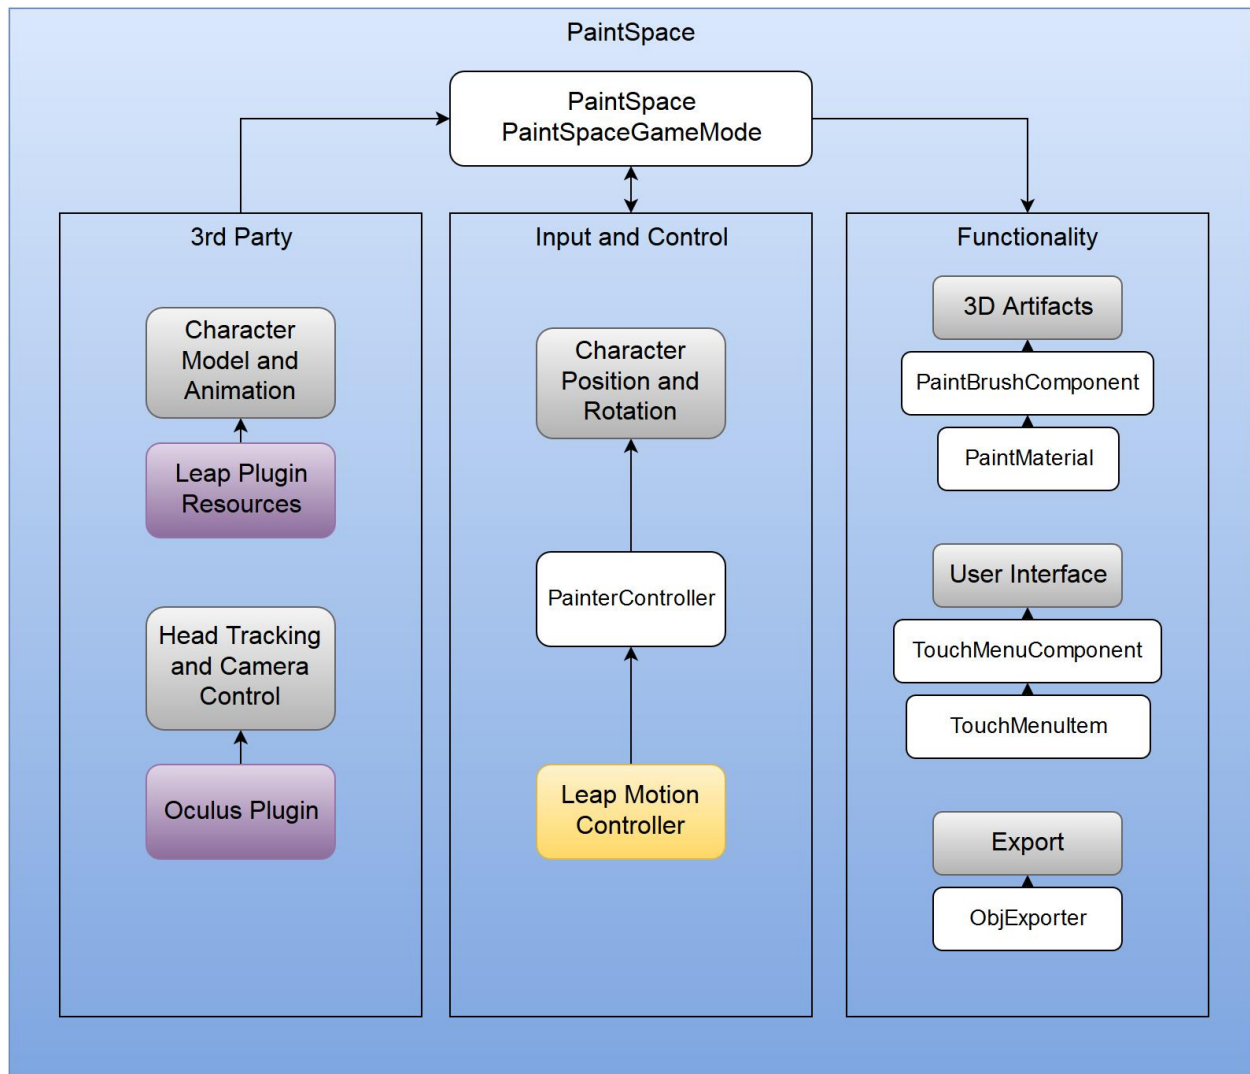 PaintSpace
PaintSpace
PaintSpaceGameMode
3rd Party
Character
Model and
Animation
Leap Plugin
Resources
Head Tracking
and Camera
Control
Oculus Plugin
Input and Control
Character
Position and
Rotation
PainterController
Leap Motion
Controller
Functionality
3D Artifacts
PaintBrushComponent
PaintMaterial
User Interface
TouchMenuComponent
TouchMenuItem
Export
ObjExporter